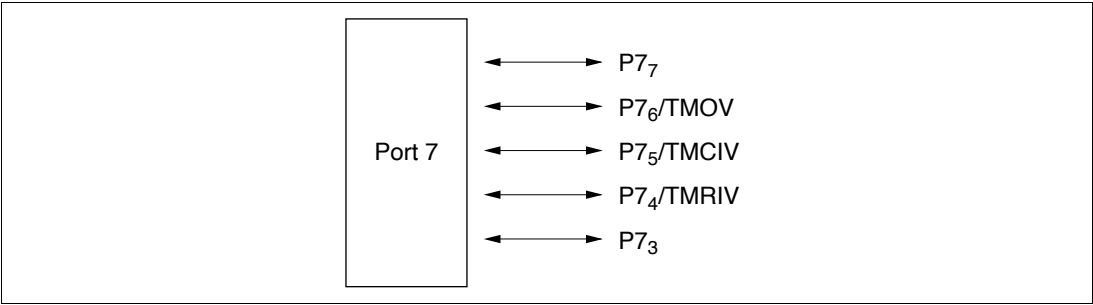 P7₇
P7₆/TMOV
Port 7
P7₅/TMCIV
P7₄/TMRIV
P7₃